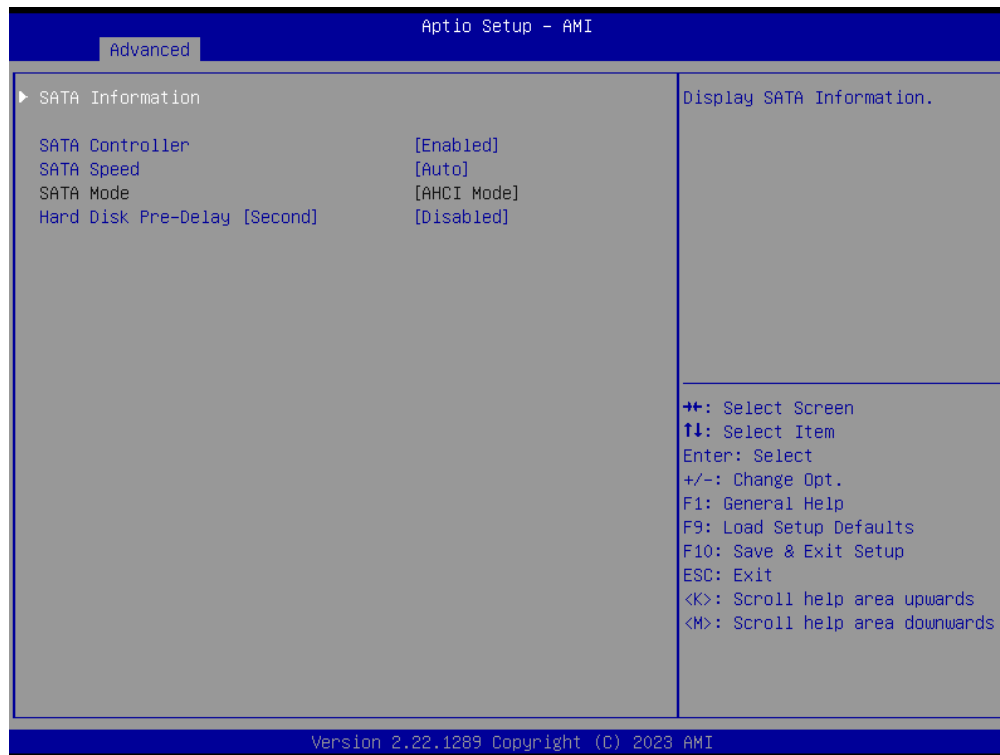 Aptio Setup – AMI
Advanced
▶ SATA Information
SATA Controller [Enabled]
SATA Speed [Auto]
SATA Mode [AHCI Mode]
Hard Disk Pre-Delay [Second] [Disabled]
Display SATA Information.
→←: Select Screen
↑↓: Select Item
Enter: Select
+/-: Change Opt.
F1: General Help
F9: Load Setup Defaults
F10: Save & Exit Setup
ESC: Exit
<K>: Scroll help area upwards
<M>: Scroll help area downwards
Version 2.22.1289 Copyright (C) 2023 AMI